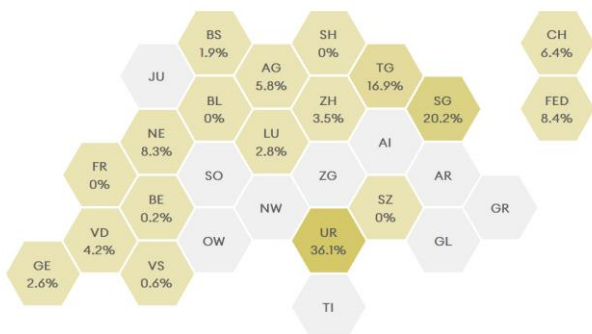 BS
1.9%
SH
0%
CH
6.4%
JU
AG
5.8%
TG
16.9%
BL
0%
ZH
3.5%
SG
20.2%
FED
8.4%
NE
8.3%
LU
2.8%
AI
FR
0%
SO
ZG
AR
BE
0.2%
NW
SZ
0%
GR
VD
4.2%
OW
UR
36.1%
GL
GE
2.6%
VS
0.6%
TI